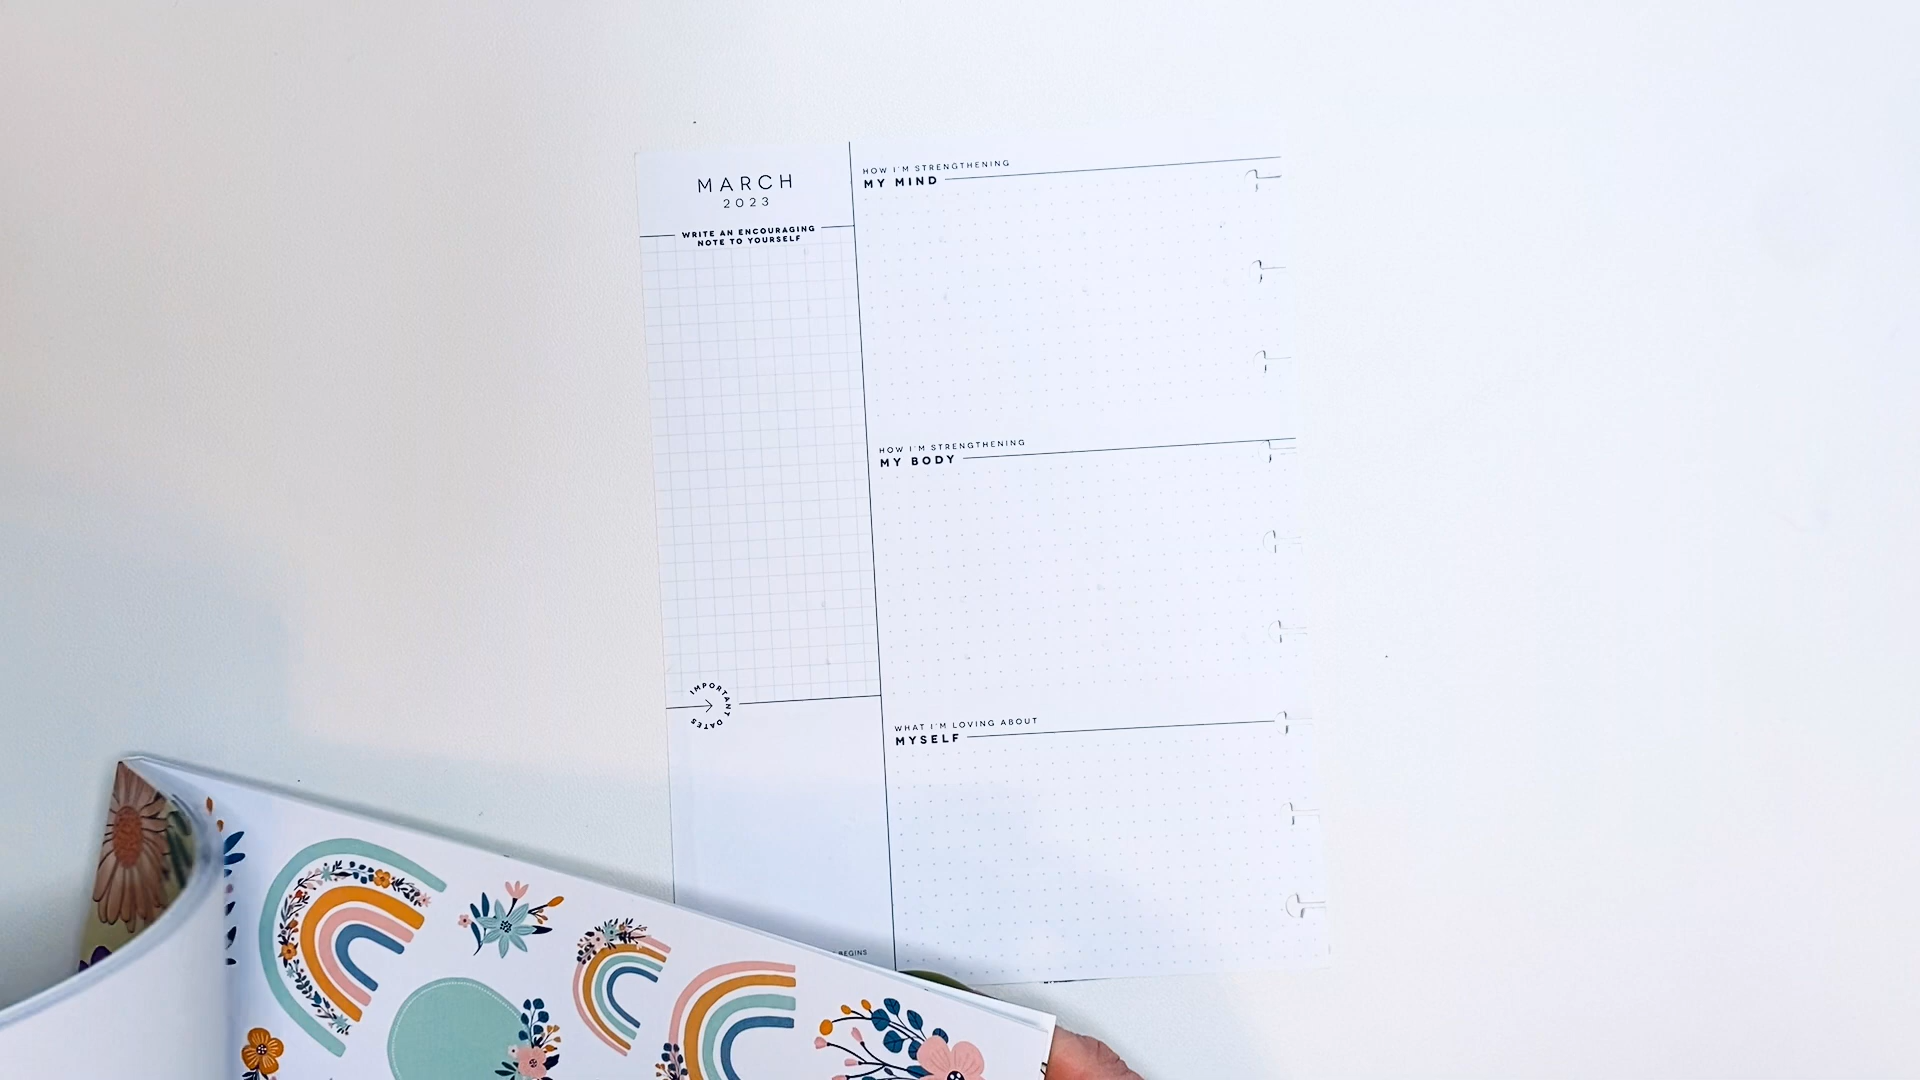 MARCH
2023
WRITE AN ENCOURAGING
NOTE TO YOURSELF
IMPORTANT DATES
BEGINS
HOW I'M STRENGTHENING
MY MIND
HOW I'M STRENGTHENING
MY BODY
WHAT I'M LOVING ABOUT
MYSELF